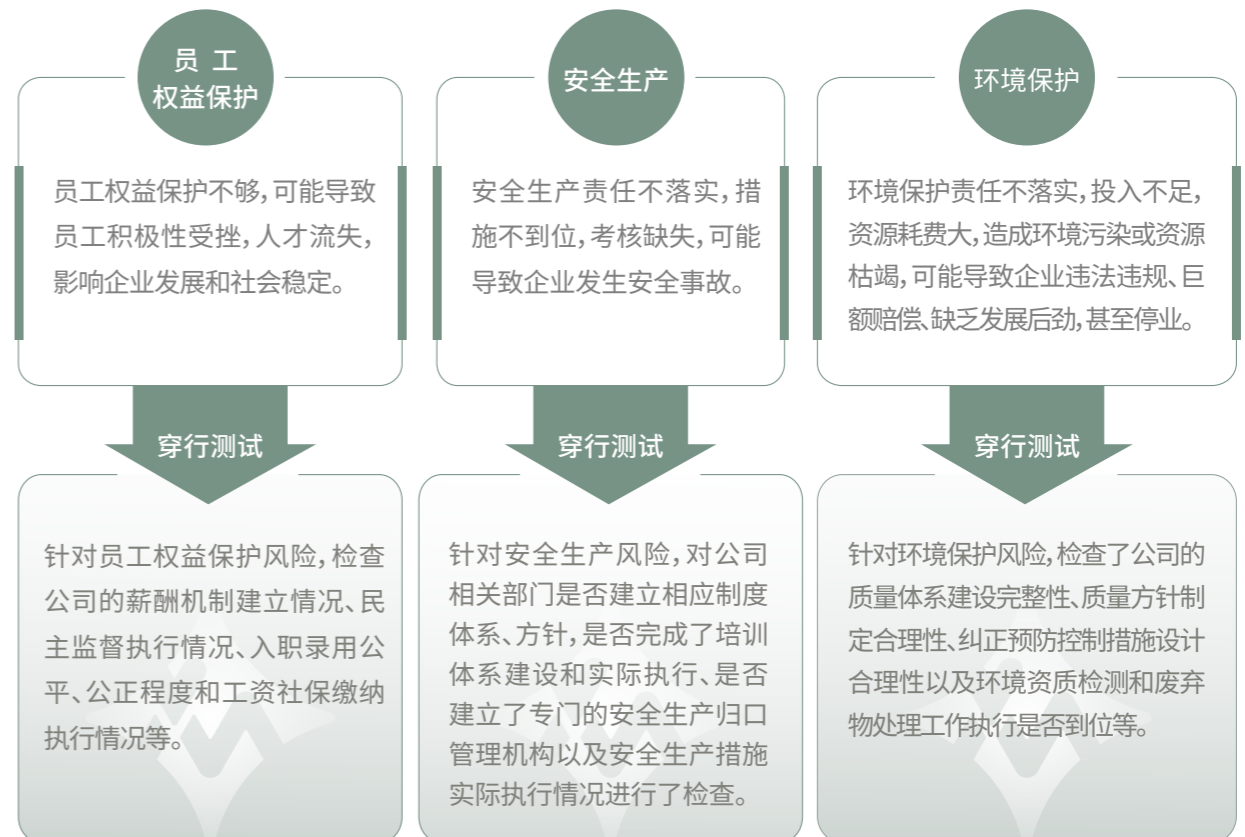 员 工
权益保护
员工权益保护不够,可能导致
员工积极性受挫,人才流失,
影响企业发展和社会稳定。
穿行测试
针对员工权益保护风险,检查
公司的薪酬机制建立情况、民
主监督执行情况、入职录用公
平、公正程度和工资社保缴纳
执行情况等。
安全生产
安全生产责任不落实,措
施不到位,考核缺失,可能
导致企业发生安全事故。
穿行测试
针对安全生产风险,对公司
相关部门是否建立相应制度
体系、方针,是否完成了培训
体系建设和实际执行、是否
建立了专门的安全生产归口
管理机构以及安全生产措施
实际执行情况进行了检查。
环境保护
环境保护责任不落实,投入不足,
资源耗费大,造成环境污染或资源
枯竭,可能导致企业违法违规、巨
额赔偿、缺乏发展后劲,甚至停业。
穿行测试
针对环境保护风险,检查了公司的
质量体系建设完整性、质量方针制
定合理性、纠正预防控制措施设计
合理性以及环境资质检测和废弃
物处理工作执行是否到位等。